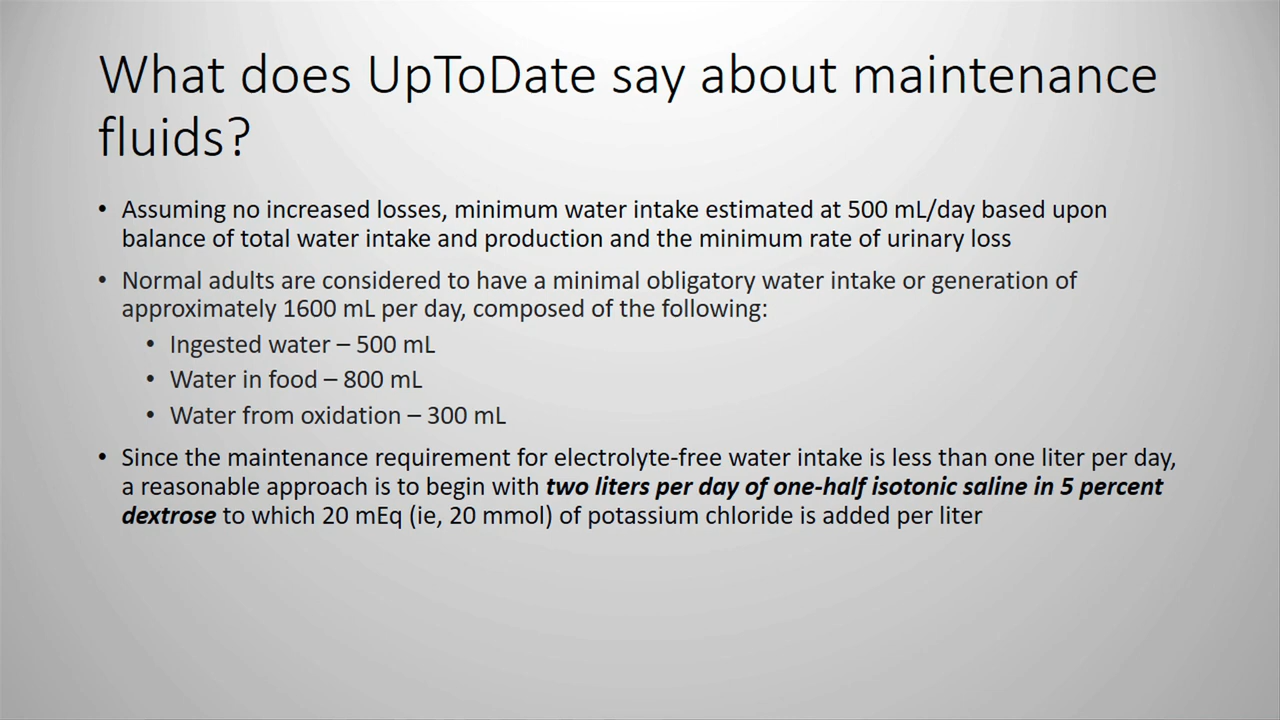 What does UpToDate say about maintenance
fluids?
• Assuming no increased losses, minimum water intake estimated at 500 mL/day based upon
balance of total water intake and production and the minimum rate of urinary loss
• Normal adults are considered to have a minimal obligatory water intake or generation of
approximately 1600 mL per day, composed of the following:
• Ingested water – 500 mL
• Water in food – 800 mL
• Water from oxidation – 300 mL
• Since the maintenance requirement for electrolyte-free water intake is less than one liter per day,
a reasonable approach is to begin with two liters per day of one-half isotonic saline in 5 percent
dextrose to which 20 mEq (ie, 20 mmol) of potassium chloride is added per liter